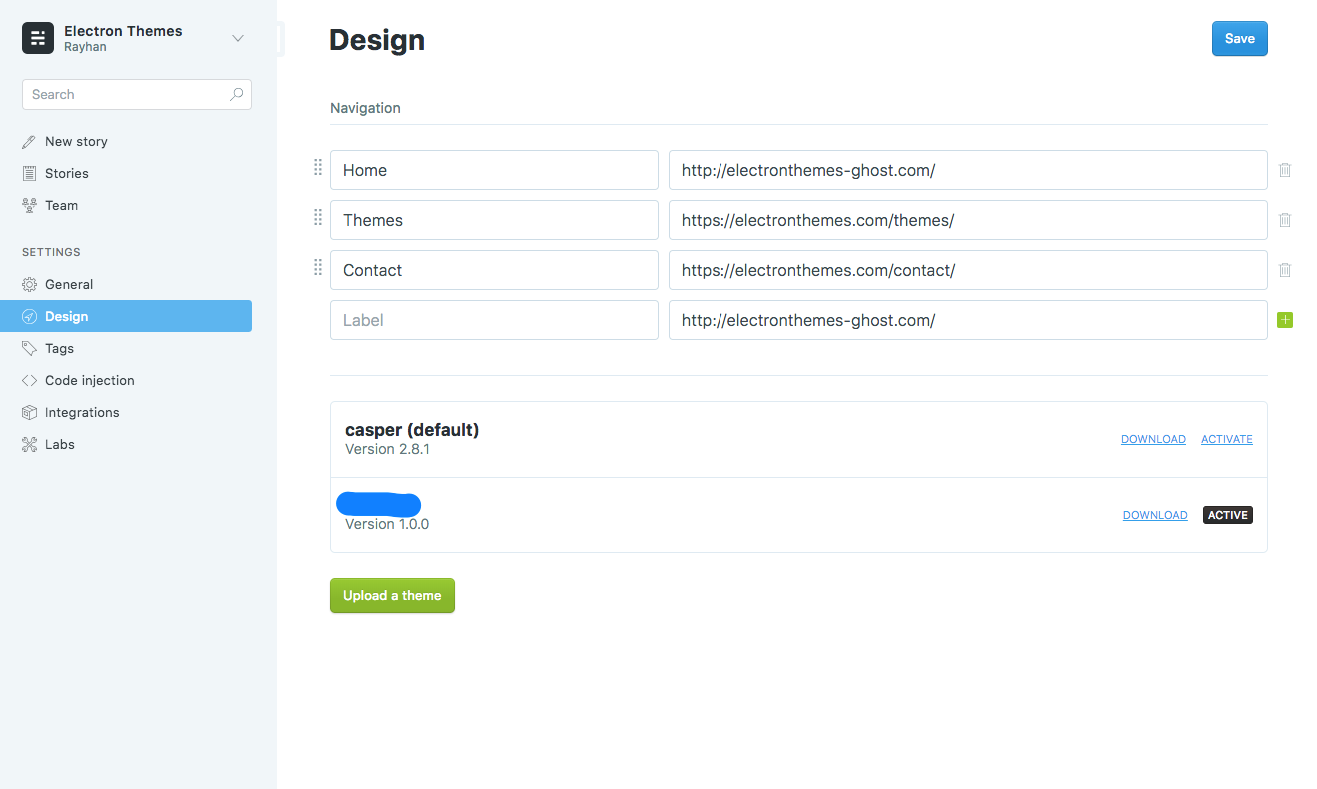 Electron Themes
Rayhan
Search
New story
Stories
Team
SETTINGS
General
Design
Tags
Code injection
Integrations
Labs
Design
Save
Navigation
Home http://electronthemes-ghost.com/
Themes https://electronthemes.com/themes/
Contact https://electronthemes.com/contact/
Label http://electronthemes-ghost.com/
casper (default)
Version 2.8.1
DOWNLOAD ACTIVATE
Version 1.0.0
DOWNLOAD ACTIVE
Upload a theme